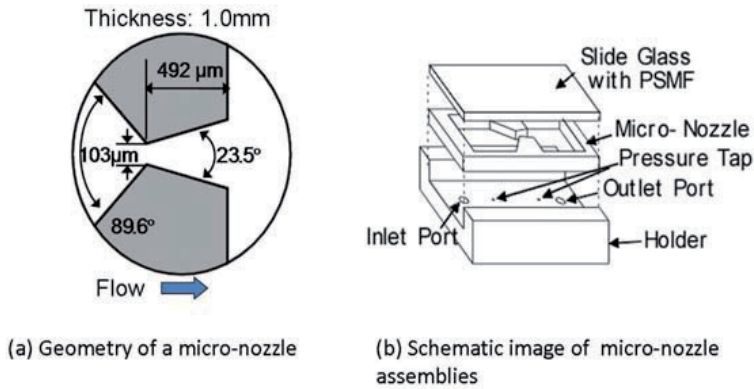 Thickness: 1.0mm
492 µm
103µm
23.5º
89.6º
Flow
Slide Glass
with PSMF
Micro- Nozzle
Pressure Tap
Outlet Port
Inlet Port
Holder
(a) Geometry of a micro-nozzle
(b) Schematic image of micro-nozzle
assemblies